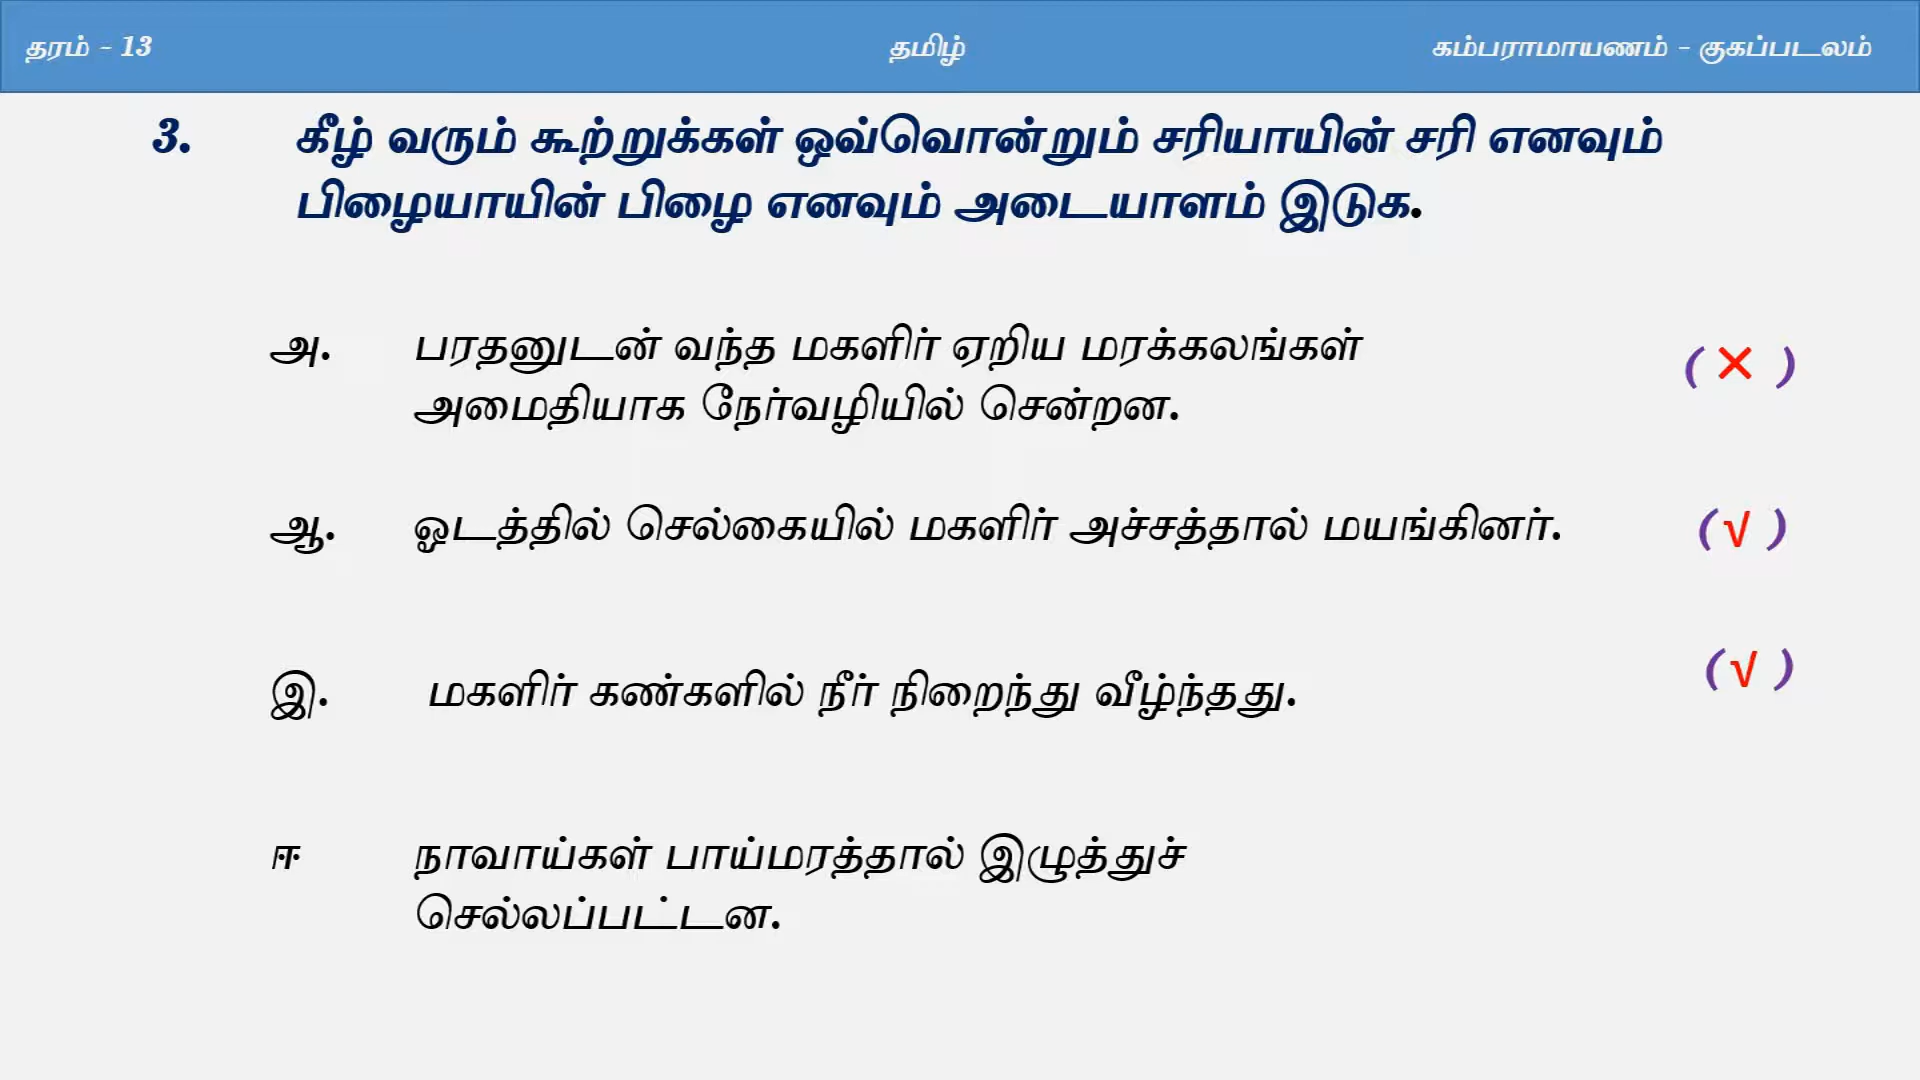 தரம் - 13 தமிழ் கம்பராமாயணம் - குகப்படலம்
3. கீழ் வரும் கூற்றுக்கள் ஒவ்வொன்றும் சரியாயின் சரி எனவும்
பிழையாயின் பிழை எனவும் அடையாளம் இடுக.
அ. பரதனுடன் வந்த மகளிர் ஏறிய மரக்கலங்கள் ( ✕ )
அமைதியாக நேர்வழியில் சென்றன.
ஆ. ஓடத்தில் செல்கையில் மகளிர் அச்சத்தால் மயங்கினர். ( √ )
இ. மகளிர் கண்களில் நீர் நிறைந்து வீழ்ந்தது. ( √ )
ஈ நாவாய்கள் பாய்மரத்தால் இழுத்துச்
செல்லப்பட்டன.